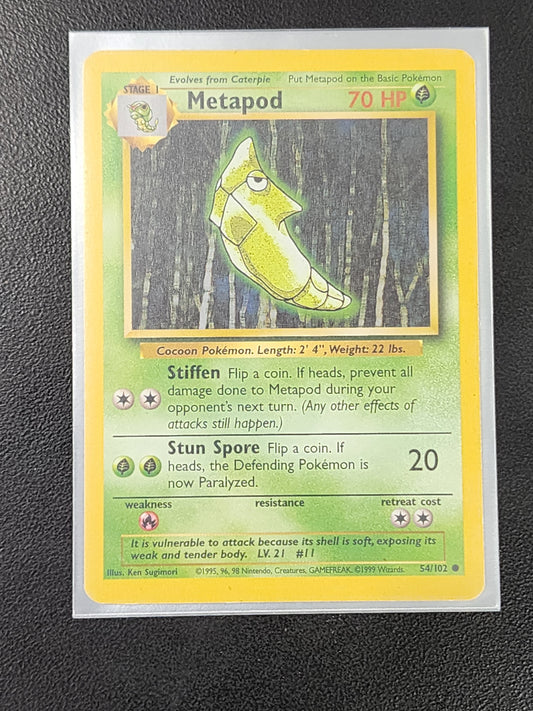 Evolves from Caterpie Put Metapod on the Basic Pokémon
STAGE 1
Metapod 70 HP
Cocoon Pokémon. Length: 2' 4", Weight: 22 lbs.
Stiffen Flip a coin. If heads, prevent all
damage done to Metapod during your
opponent's next turn. (Any other effects of
attacks still happen.)
Stun Spore Flip a coin. If
heads, the Defending Pokémon is
now Paralyzed.
20
weakness resistance retreat cost
It is vulnerable to attack because its shell is soft, exposing its
weak and tender body. LV. 21 #11
Illus. Ken Sugimori ©1995, 96, 98 Nintendo, Creatures, GAMEFREAK. ©1999 Wizards. 54/102